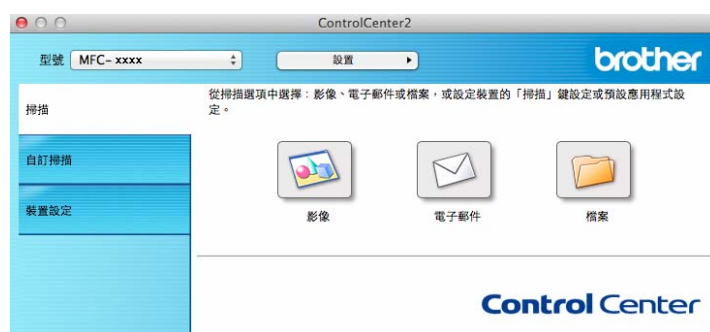 ControlCenter2
型號 MFC- xxxx 設置 brother
掃描
自訂掃描
裝置設定
從掃描選項中選擇：影像、電子郵件或檔案，或設定裝置的「掃描」鍵設定或預設應用程式設
定。
影像 電子郵件 檔案
Control Center